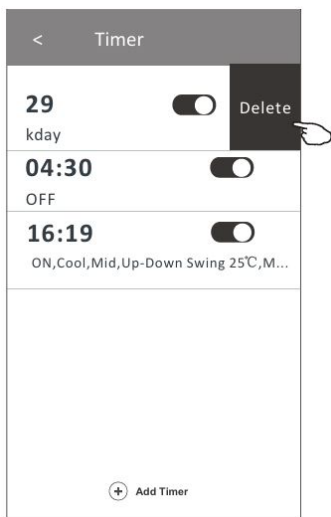 < Timer
29
Delete
kday
04:30
OFF
16:19
ON,Cool,Mid,Up-Down Swing 25℃,M...
Add Timer